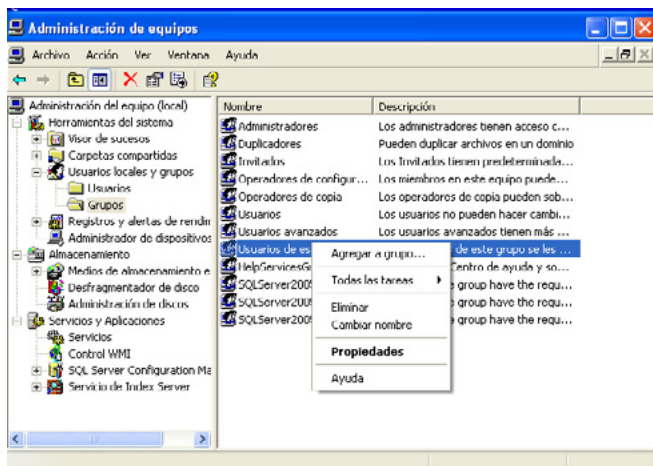 Administración de equipos
Archivo Acción Ver Ventana Ayuda
Administración del equipo (local)
Herramientas del sistema
Visor de sucesos
Carpetas compartidas
Usuarios locales y grupos
Usuarios
Grupos
Registros y alertas de rendim
Administrador de dispositivos
Almacenamiento
Medios de almacenamiento e
Desfragmentador de disco
Administración de discos
Servicios y Aplicaciones
Servicios
Control WMI
SQL Server Configuration Ma
Servicio de Index Server
Nombre Descripción
Administradores Los administradores tienen acceso c...
Duplicadores Pueden duplicar archivos en un dominio
Invitados Los Invitados tienen predeterminada...
Operadores de configur... Los miembros en este equipo puede...
Operadores de copia Los operadores de copia pueden sob...
Usuarios Los usuarios no pueden hacer cambi...
Usuarios avanzados Los usuarios avanzados tienen más ...
Usuarios de es de este grupo se les ...
HelpServicesG Centro de ayuda y so...
SQLServer200 group have the requ...
SQLServer200 group have the requ...
SQLServer200 group have the requ...
Agregar a grupo...
Todas las tareas
Eliminar
Cambiar nombre
Propiedades
Ayuda